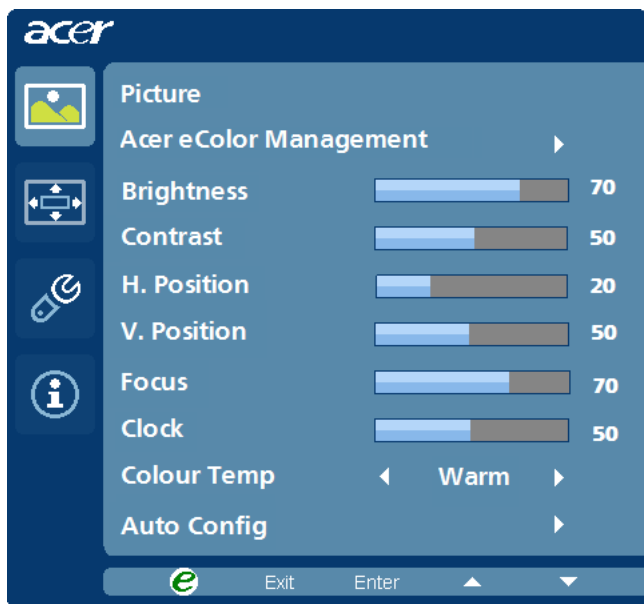 acer
Picture
Acer eColor Management
Brightness 70
Contrast 50
H. Position 20
V. Position 50
Focus 70
Clock 50
Colour Temp Warm
Auto Config
e Exit Enter